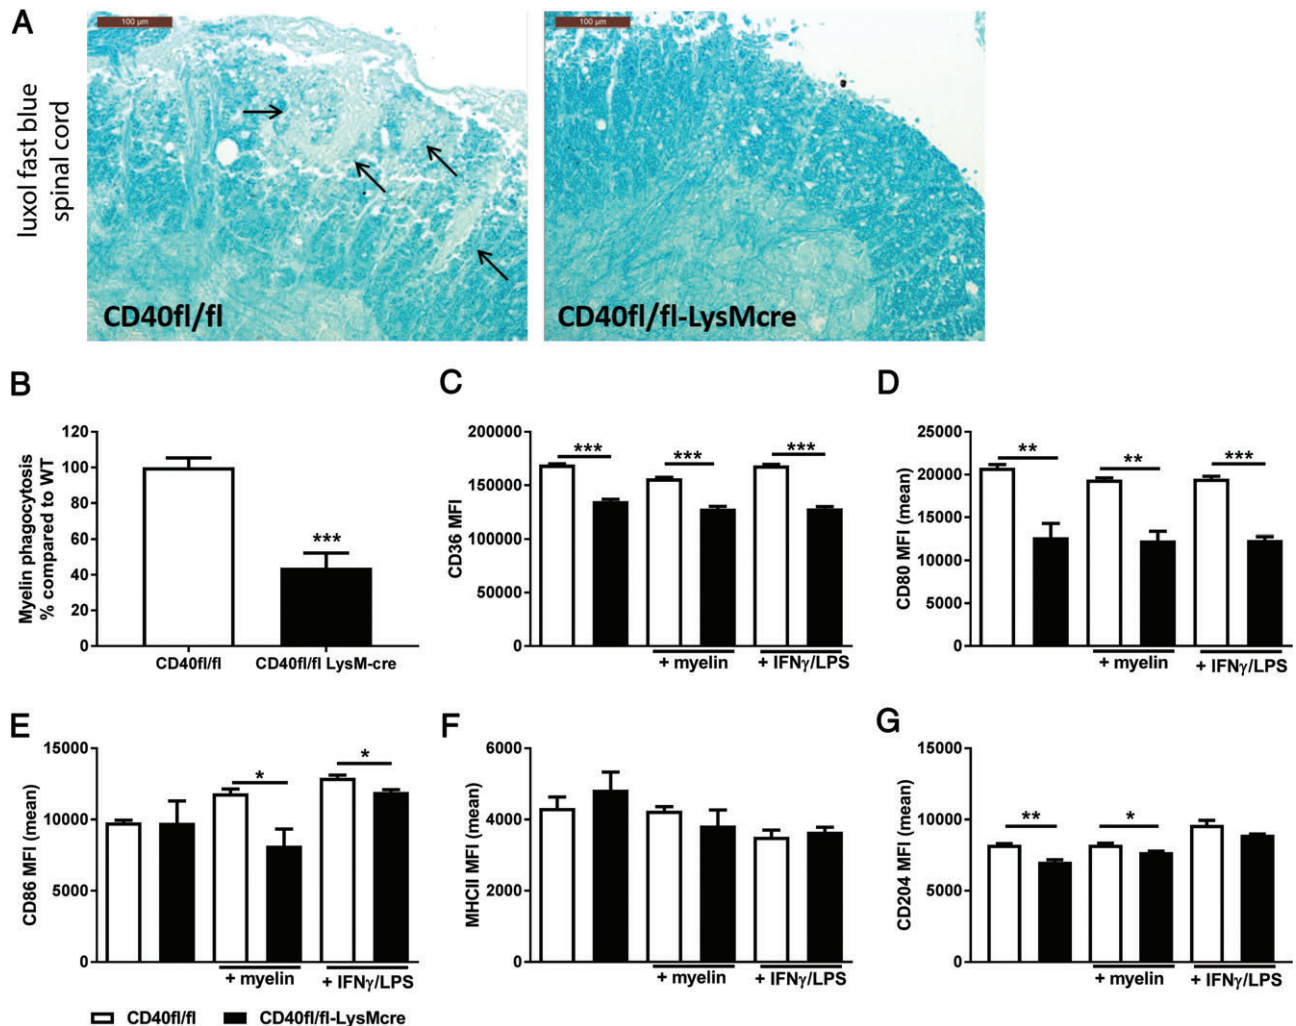 A
100 µm
100 µm
luxol fast blue
spinal cord
CD40fl/fl
CD40fl/fl-LysMcre
B
Myelin phagocytosis
% compared to WT
120
100
80
60
40
20
0
***
CD40fl/fl
CD40fl/fl LysM-cre
C
CD36 MFI
200000
150000
100000
50000
0
***
***
***
+ myelin
+ IFNγ/LPS
D
CD80 MFI (mean)
25000
20000
15000
10000
5000
0
**
**
***
+ myelin
+ IFNγ/LPS
E
CD86 MFI (mean)
15000
10000
5000
0
*
*
+ myelin
+ IFNγ/LPS
F
MHCII MFI (mean)
6000
4000
2000
0
+ myelin
+ IFNγ/LPS
G
CD204 MFI (mean)
15000
10000
5000
0
**
*
+ myelin
+ IFNγ/LPS
CD40fl/fl
CD40fl/fl-LysMcre